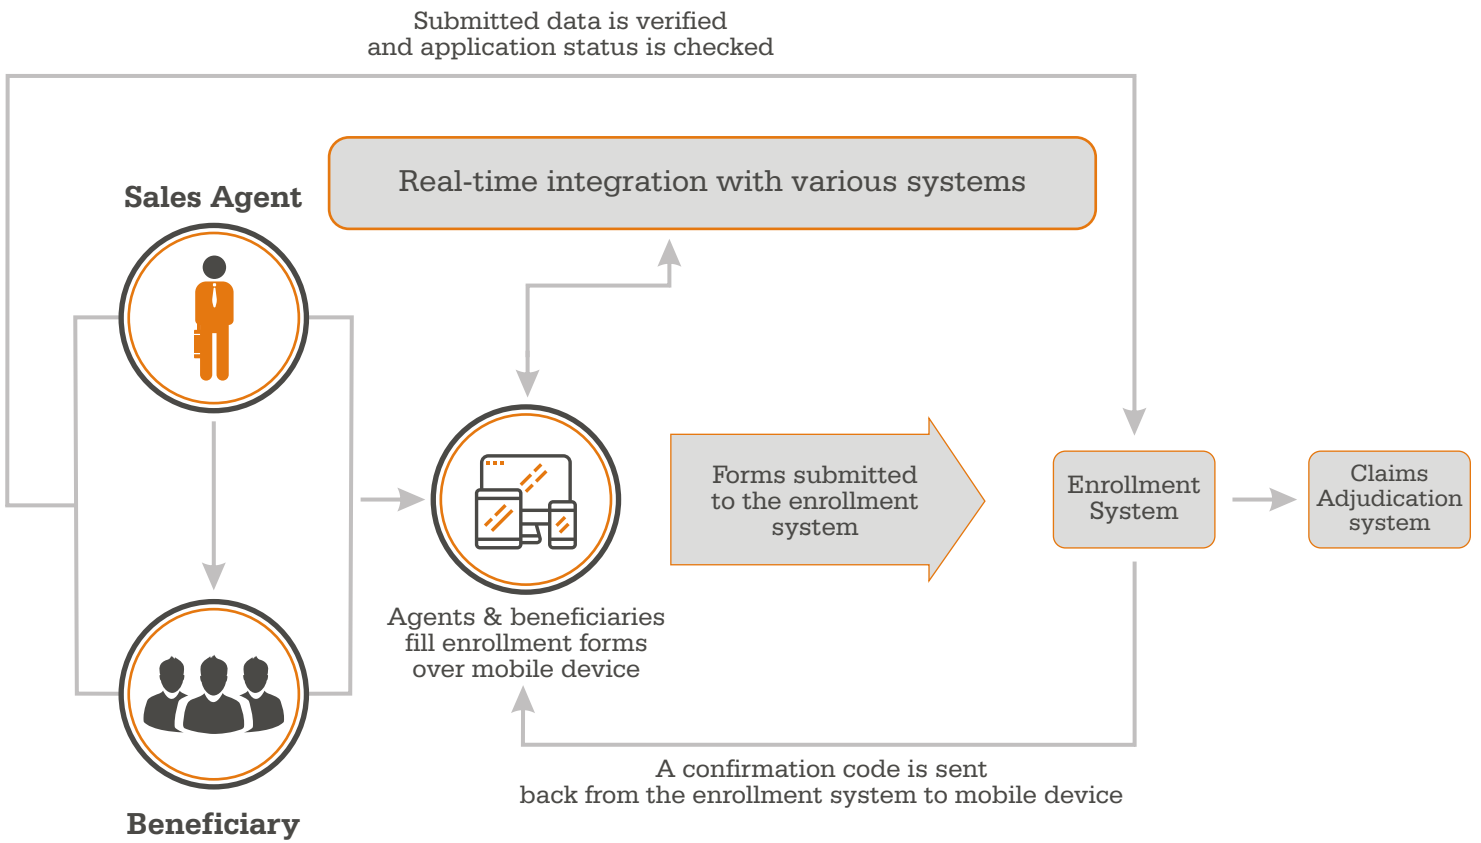 Submitted data is verified
and application status is checked
Real-time integration with various systems
Sales Agent
Forms submitted
to the enrollment
system
Enrollment
System
Claims
Adjudication
system
Agents & beneficiaries
fill enrollment forms
over mobile device
A confirmation code is sent
back from the enrollment system to mobile device
Beneficiary